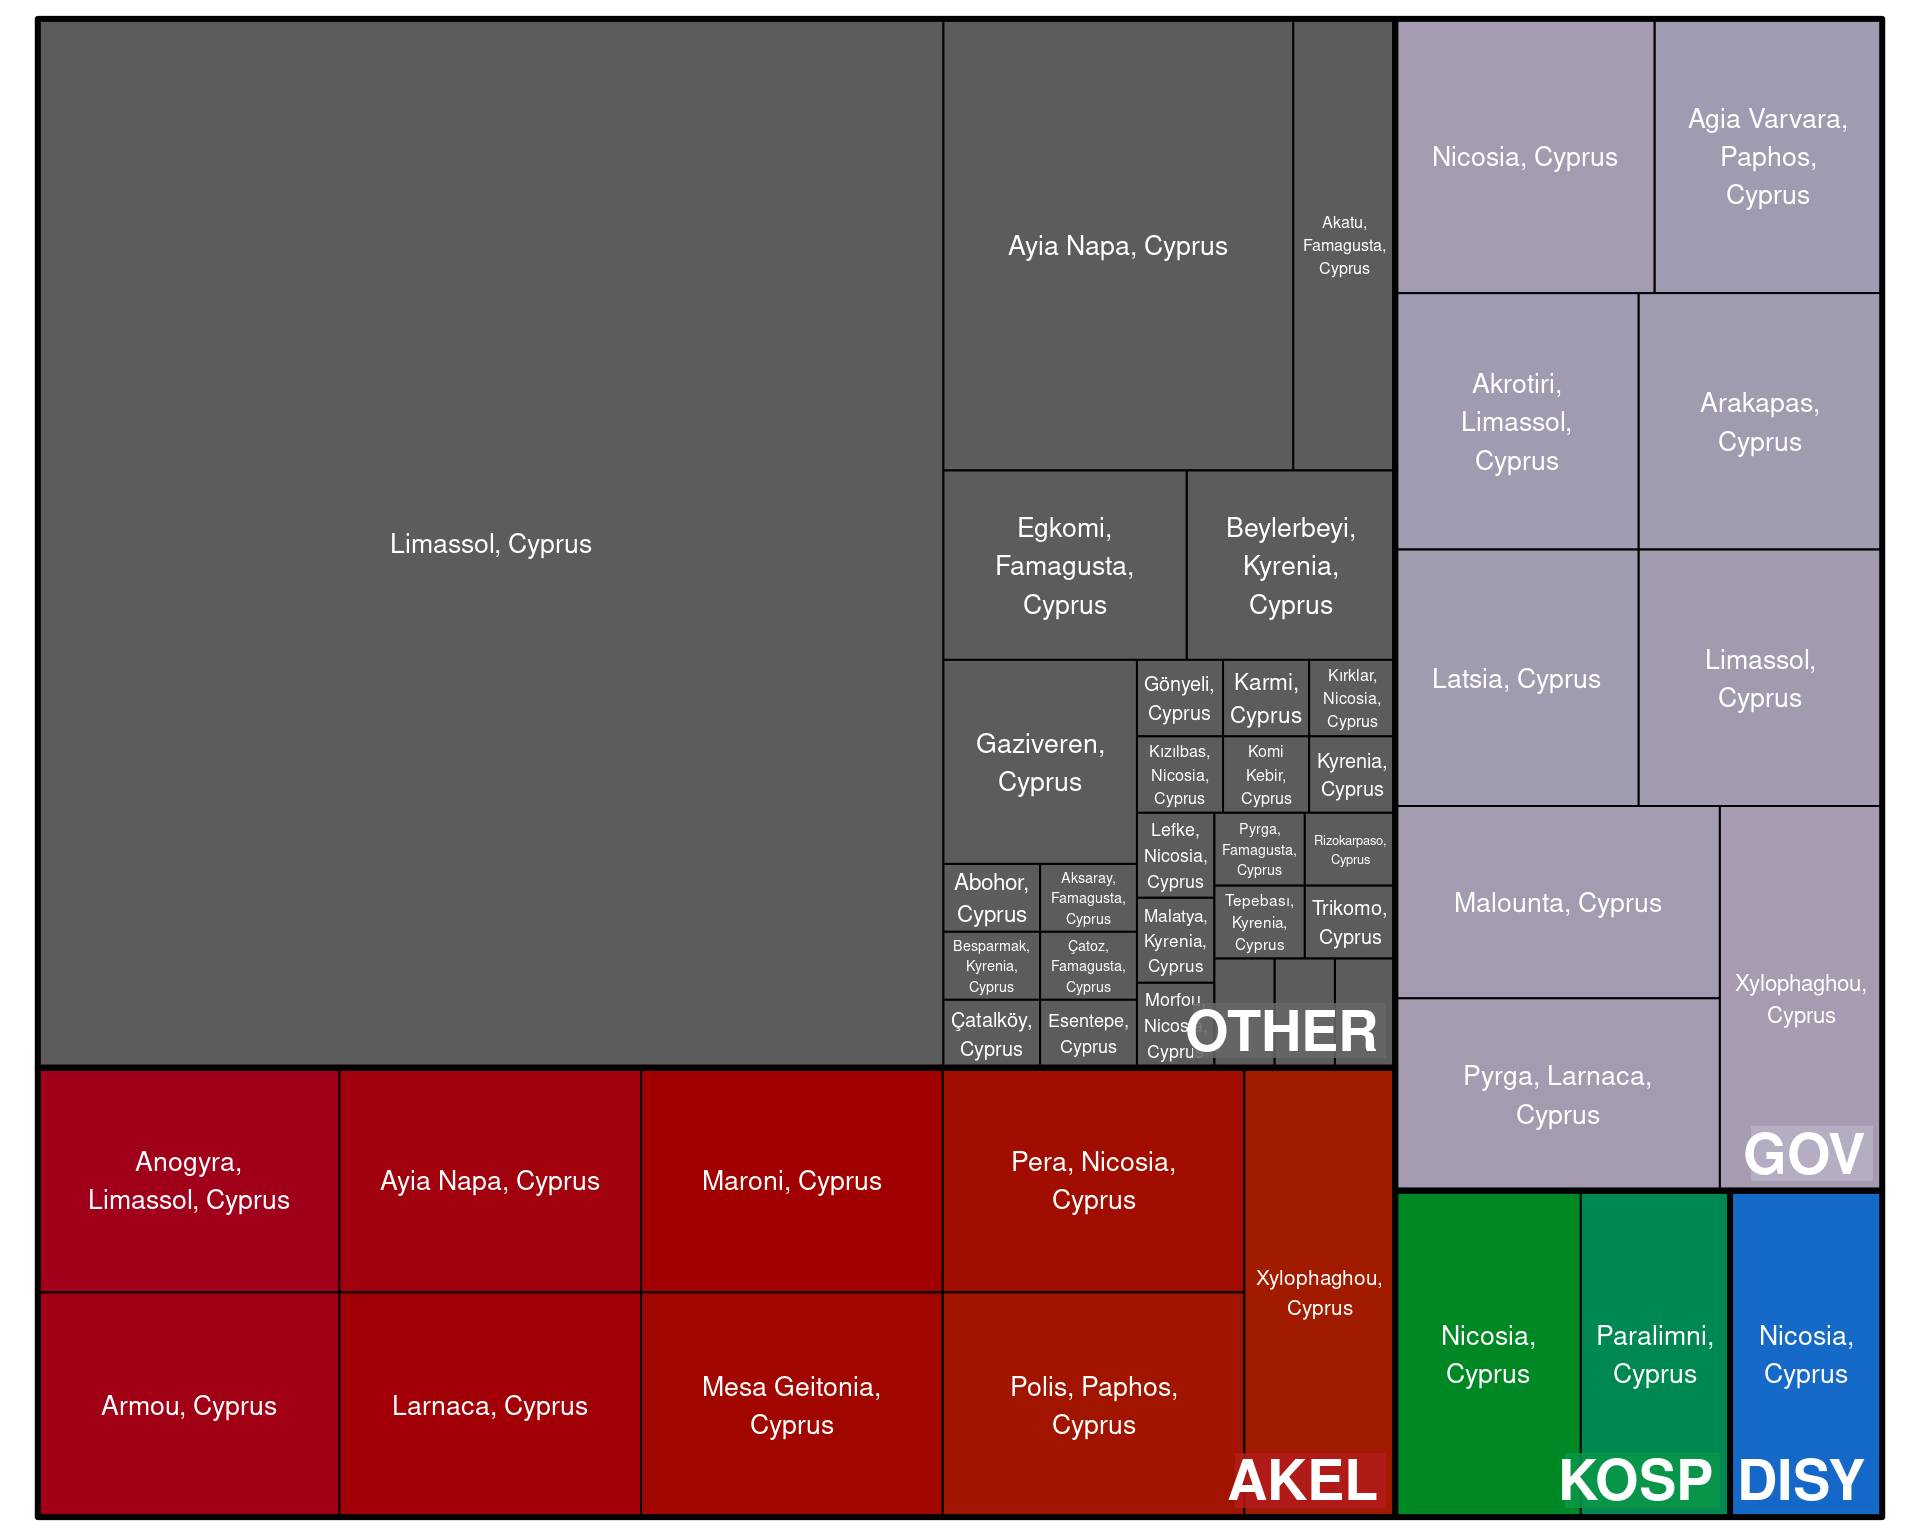 Limassol, Cyprus
Ayia Napa, Cyprus
Akatu,
Famagusta,
Cyprus
Egkomi,
Famagusta,
Cyprus
Beylerbeyi,
Kyrenia,
Cyprus
Gaziveren,
Cyprus
Gönyeli,
Cyprus
Karmi,
Cyprus
Kırklar,
Nicosia,
Cyprus
Kızılbas,
Nicosia,
Cyprus
Komi
Kebir,
Cyprus
Kyrenia,
Cyprus
Lefke,
Nicosia,
Cyprus
Pyrga,
Famagusta,
Cyprus
Rizokarpaso,
Cyprus
Abohor,
Cyprus
Aksaray,
Famagusta,
Cyprus
Malatya,
Kyrenia,
Cyprus
Tepebası,
Kyrenia,
Cyprus
Trikomo,
Cyprus
Besparmak,
Kyrenia,
Cyprus
Çatoz,
Famagusta,
Cyprus
Çatalköy,
Cyprus
Esentepe,
Cyprus
Morfou,
Nicosia,
Cyprus
OTHER
Nicosia, Cyprus
Agia Varvara,
Paphos,
Cyprus
Akrotiri,
Limassol,
Cyprus
Arakapas,
Cyprus
Latsia, Cyprus
Limassol,
Cyprus
Malounta, Cyprus
Pyrga, Larnaca,
Cyprus
Xylophaghou,
Cyprus
GOV
Anogyra,
Limassol, Cyprus
Ayia Napa, Cyprus
Maroni, Cyprus
Pera, Nicosia,
Cyprus
Xylophaghou,
Cyprus
Armou, Cyprus
Larnaca, Cyprus
Mesa Geitonia,
Cyprus
Polis, Paphos,
Cyprus
AKEL
Nicosia,
Cyprus
Paralimni,
Cyprus
KOSP
Nicosia,
Cyprus
DISY